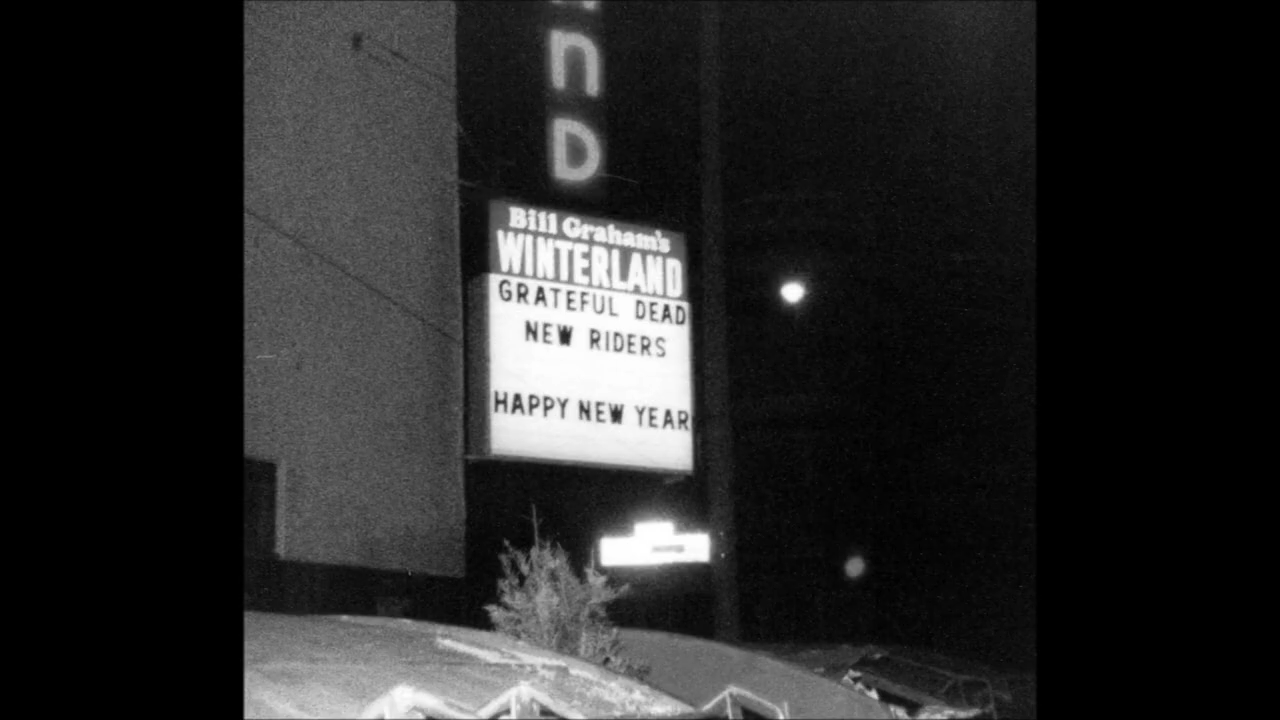 nD
Bill Graham's
WINTERLAND
GRATEFUL DEAD
NEW RIDERS
HAPPY NEW YEAR